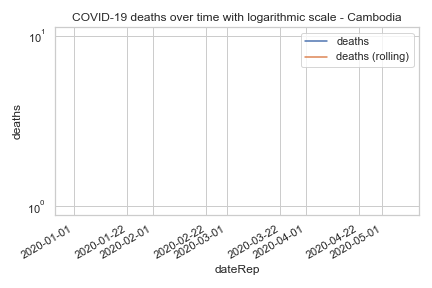 COVID-19 deaths over time with logarithmic scale - Cambodia
10¹
deaths
deaths (rolling)
deaths
10⁰
2020-01-01
2020-01-22
2020-02-01
2020-02-22
2020-03-01
2020-03-22
2020-04-01
2020-04-22
2020-05-01
dateRep